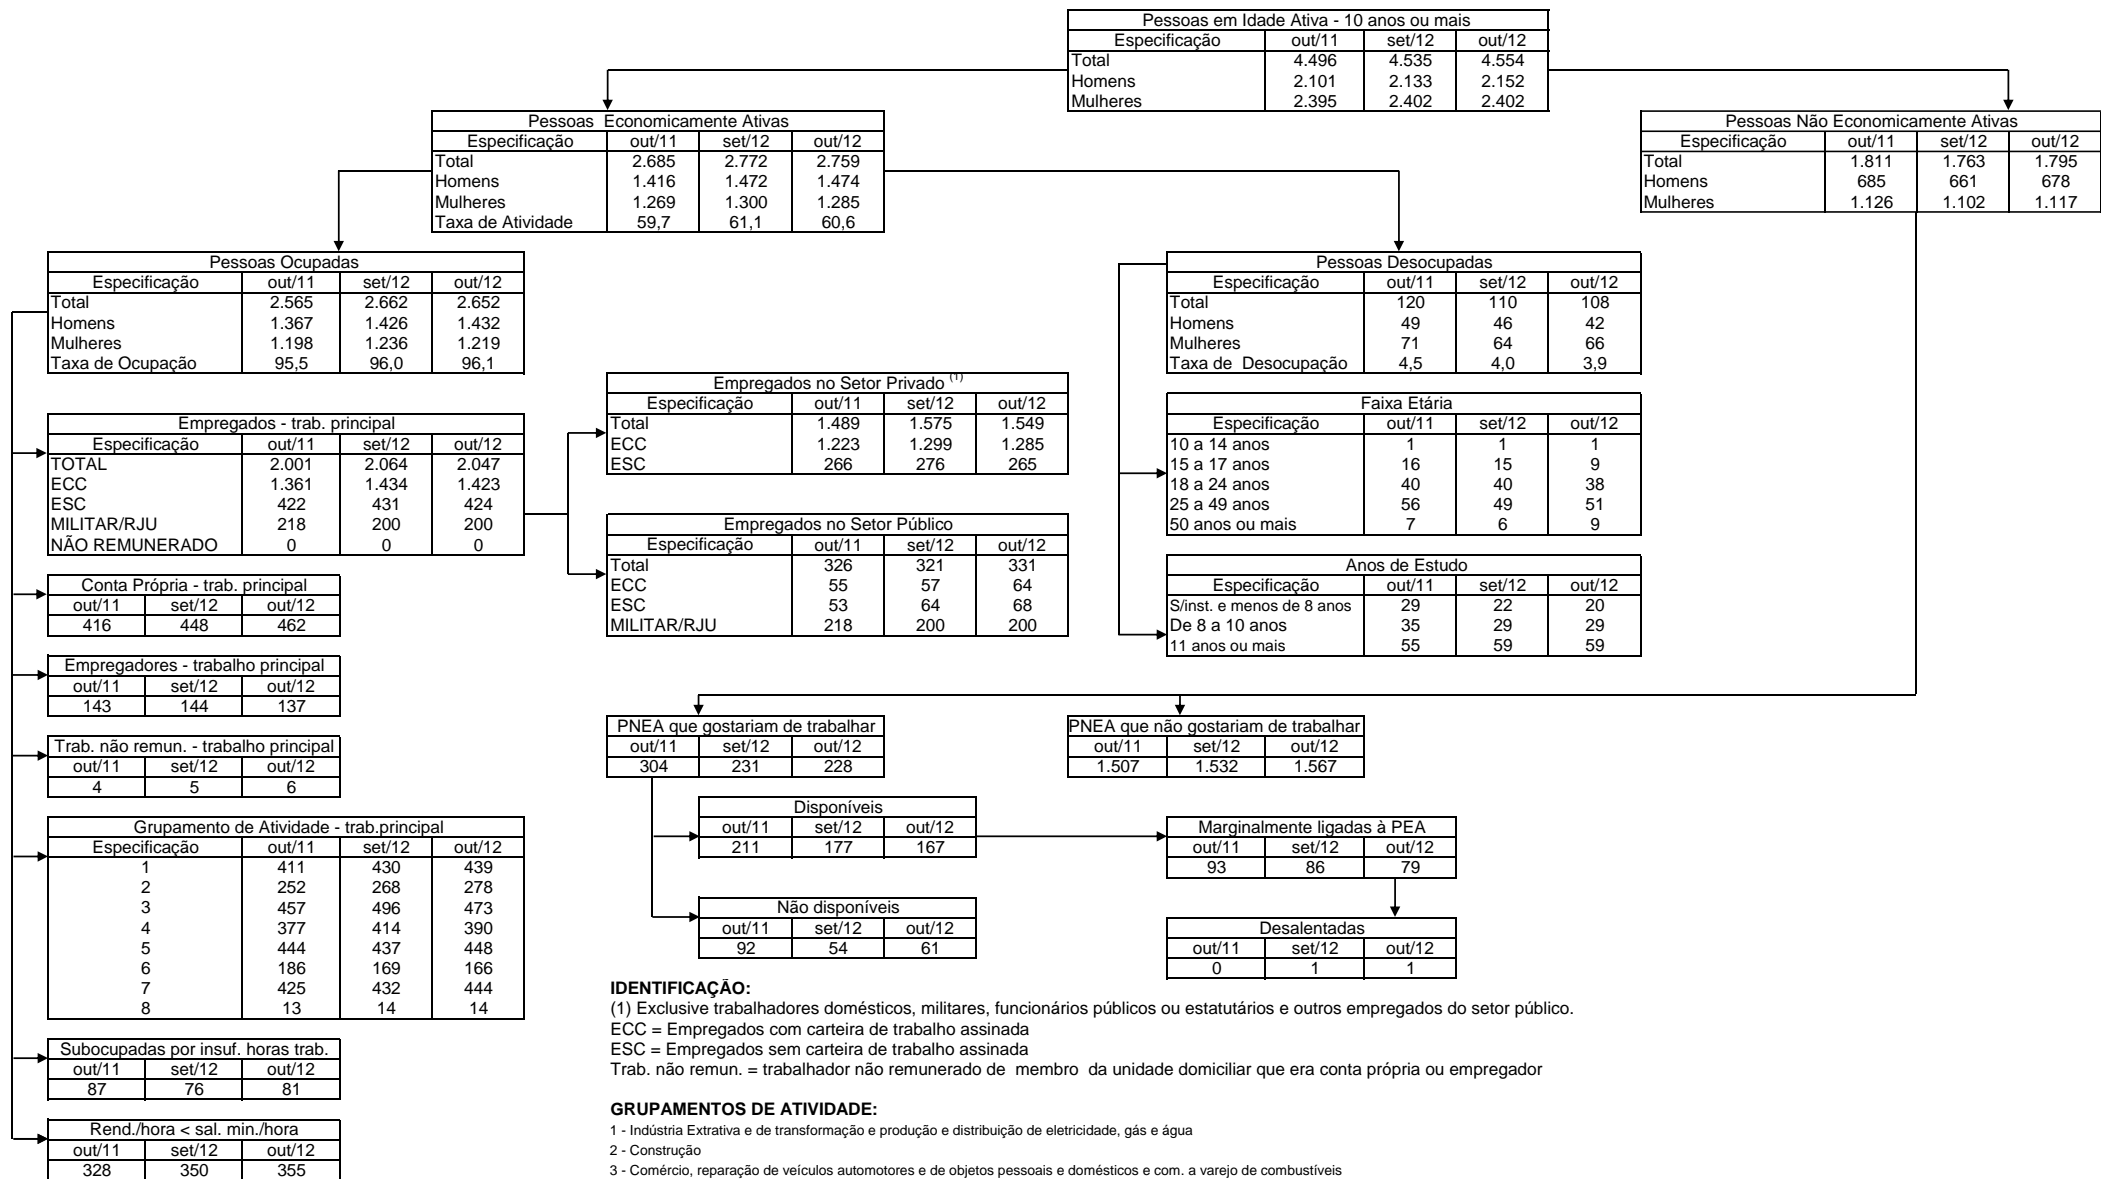 Pessoas em Idade Ativa - 10 anos ou mais
Especificação out/11 set/12 out/12
Total 4.496 4.535 4.554
Homens 2.101 2.133 2.152
Mulheres 2.395 2.402 2.402
Pessoas Economicamente Ativas
Especificação out/11 set/12 out/12
Total 2.685 2.772 2.759
Homens 1.416 1.472 1.474
Mulheres 1.269 1.300 1.285
Taxa de Atividade 59,7 61,1 60,6
Pessoas Não Economicamente Ativas
Especificação out/11 set/12 out/12
Total 1.811 1.763 1.795
Homens 685 661 678
Mulheres 1.126 1.102 1.117
Pessoas Ocupadas
Especificação out/11 set/12 out/12
Total 2.565 2.662 2.652
Homens 1.367 1.426 1.432
Mulheres 1.198 1.236 1.219
Taxa de Ocupação 95,5 96,0 96,1
Pessoas Desocupadas
Especificação out/11 set/12 out/12
Total 120 110 108
Homens 49 46 42
Mulheres 71 64 66
Taxa de Desocupação 4,5 4,0 3,9
Empregados - trab. principal
Especificação out/11 set/12 out/12
TOTAL 2.001 2.064 2.047
ECC 1.361 1.434 1.423
ESC 422 431 424
MILITAR/RJU 218 200 200
NÃO REMUNERADO 0 0 0
Empregados no Setor Privado (1)
Especificação out/11 set/12 out/12
Total 1.489 1.575 1.549
ECC 1.223 1.299 1.285
ESC 266 276 265
Empregados no Setor Público
Especificação out/11 set/12 out/12
Total 326 321 331
ECC 55 57 64
ESC 53 64 68
MILITAR/RJU 218 200 200
Faixa Etária
Especificação out/11 set/12 out/12
10 a 14 anos 1 1 1
15 a 17 anos 16 15 9
18 a 24 anos 40 40 38
25 a 49 anos 56 49 51
50 anos ou mais 7 6 9
Anos de Estudo
Especificação out/11 set/12 out/12
S/inst. e menos de 8 anos 29 22 20
De 8 a 10 anos 35 29 29
11 anos ou mais 55 59 59
Conta Própria - trab. principal
out/11 set/12 out/12
416 448 462
Empregadores - trabalho principal
out/11 set/12 out/12
143 144 137
Trab. não remun. - trabalho principal
out/11 set/12 out/12
4 5 6
PNEA que gostariam de trabalhar
out/11 set/12 out/12
304 231 228
PNEA que não gostariam de trabalhar
out/11 set/12 out/12
1.507 1.532 1.567
Disponíveis
out/11 set/12 out/12
211 177 167
Marginalmente ligadas à PEA
out/11 set/12 out/12
93 86 79
Não disponíveis
out/11 set/12 out/12
92 54 61
Desalentadas
out/11 set/12 out/12
0 1 1
Grupamento de Atividade - trab.principal
Especificação out/11 set/12 out/12
1 411 430 439
2 252 268 278
3 457 496 473
4 377 414 390
5 444 437 448
6 186 169 166
7 425 432 444
8 13 14 14
Subocupadas por insuf. horas trab.
out/11 set/12 out/12
87 76 81
Rend./hora < sal. min./hora
out/11 set/12 out/12
328 350 355
IDENTIFICAÇÃO:
(1) Exclusive trabalhadores domésticos, militares, funcionários públicos ou estatutários e outros empregados do setor público.
ECC = Empregados com carteira de trabalho assinada
ESC = Empregados sem carteira de trabalho assinada
Trab. não remun. = trabalhador não remunerado de membro da unidade domiciliar que era conta própria ou empregador
GRUPAMENTOS DE ATIVIDADE:
1 - Indústria Extrativa e de transformação e produção e distribuição de eletricidade, gás e água
2 - Construção
3 - Comércio, reparação de veículos automotores e de objetos pessoais e domésticos e com. a varejo de combustíveis